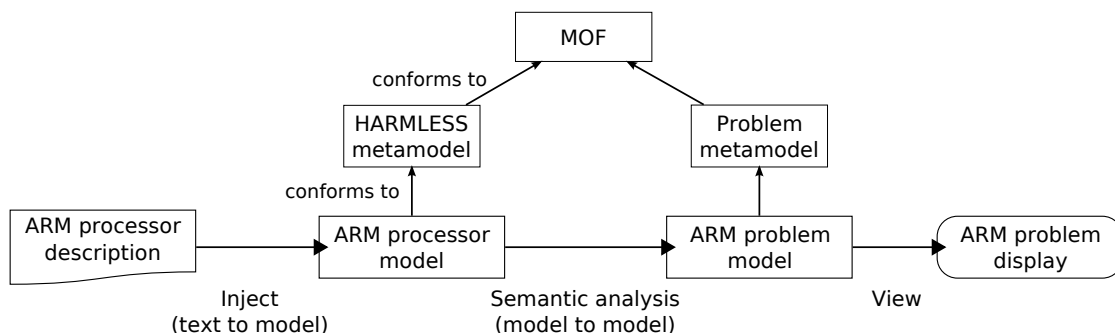 MOF
conforms to
HARMLESS
metamodel
Problem
metamodel
conforms to
ARM processor
description
ARM processor
model
ARM problem
model
ARM problem
display
Inject
(text to model)
Semantic analysis
(model to model)
View